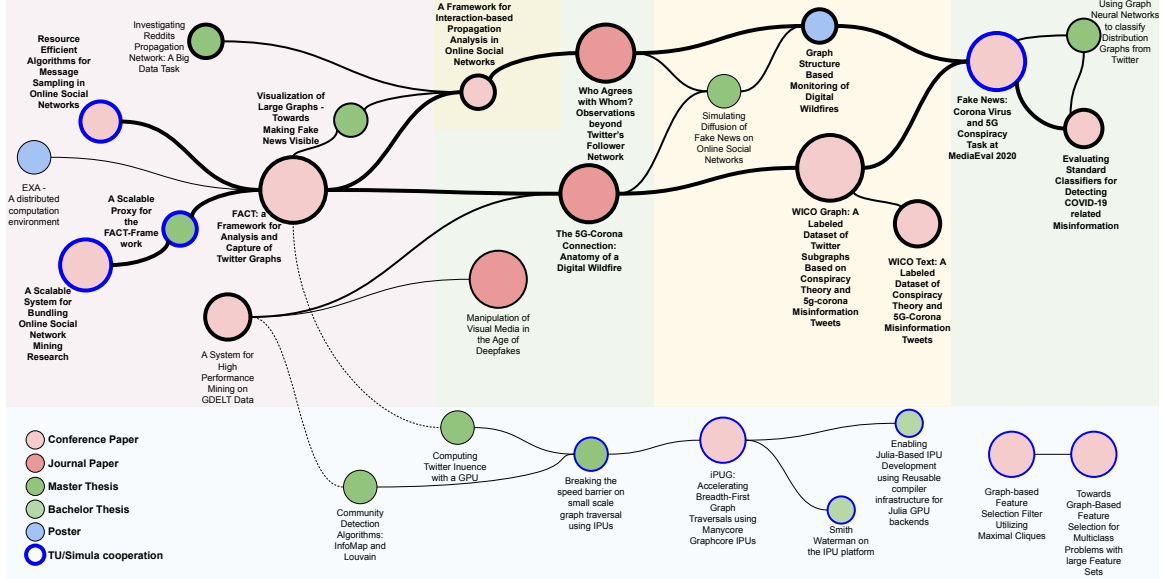 Resource
Efficient
Algorithms for
Message
Sampling in
Online Social
Networks
Investigating
Reddits
Propagation
Network: A Big
Data Task
Visualization of
Large Graphs -
Towards
Making Fake
News Visible
A Framework for
Interaction-based
Propagation
Analysis in
Online Social
Networks
Who Agrees
with Whom?
Observations
beyond
Twitter's
Follower
Network
Simulating
Diffusion of
Fake News on
Online Social
Networks
Graph
Structure
Based
Monitoring of
Digital
Wildfires
Fake News:
Corona Virus
and 5G
Conspiracy
Task at
MediaEval 2020
Using Graph
Neural Networks
to classify
Distribution
Graphs from
Twitter
Evaluating
Standard
Classifiers for
Detecting
COVID-19
related
Misinformation
EXA -
A distributed
computation
environment
A Scalable
Proxy for
the
FACT-Frame
work
FACT: a
Framework for
Analysis and
Capture of
Twitter Graphs
A Scalable
System for
Bundling
Online Social
Network
Mining
Research
The 5G-Corona
Connection:
Anatomy of a
Digital Wildfire
WICO Graph: A
Labeled
Dataset of
Twitter
Subgraphs
Based on
Conspiracy
Theory and
5g-corona
Misinformation
Tweets
WICO Text: A
Labeled
Dataset of
Conspiracy
Theory and
5G-Corona
Misinformation
Tweets
A System for
High
Performance
Mining on
GDELT Data
Manipulation of
Visual Media in
the Age of
Deepfakes
Conference Paper
Journal Paper
Master Thesis
Bachelor Thesis
Poster
TU/Simula cooperation
Computing
Twitter Inuence
with a GPU
Community
Detection
Algorithms:
InfoMap and
Louvain
Breaking the
speed barrier on
small scale
graph traversal
using IPUs
iPUG:
Accelerating
Breadth-First
Graph
Traversals using
Manycore
Graphcore IPUs
Smith
Waterman on
the IPU platform
Enabling
Julia-Based IPU
Development
using Reusable
compiler
infrastructure for
Julia GPU
backends
Graph-based
Feature
Selection Filter
Utilizing
Maximal Cliques
Towards
Graph-Based
Feature
Selection for
Multiclass
Problems with
large Feature
Sets